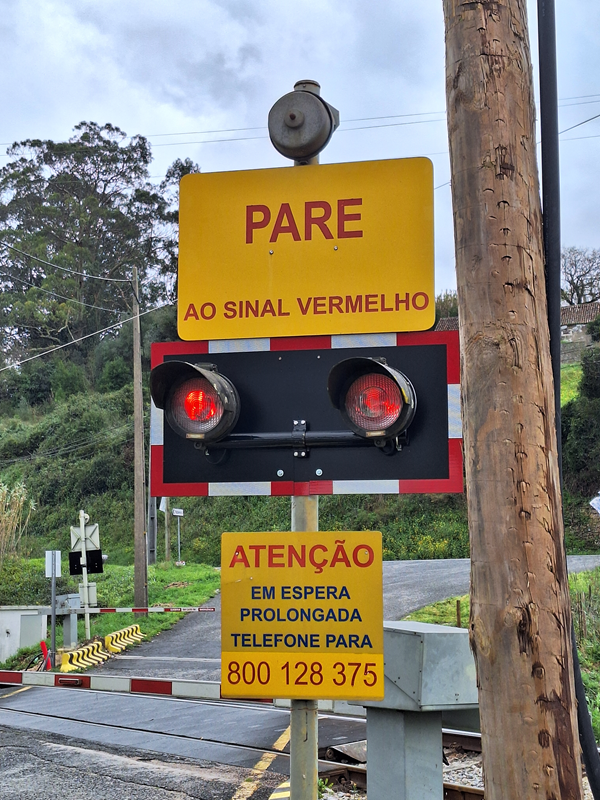 PARE
AO SINAL VERMELHO
ATENÇÃO
EM ESPERA
PROLONGADA
TELEFONE PARA
800 128 375